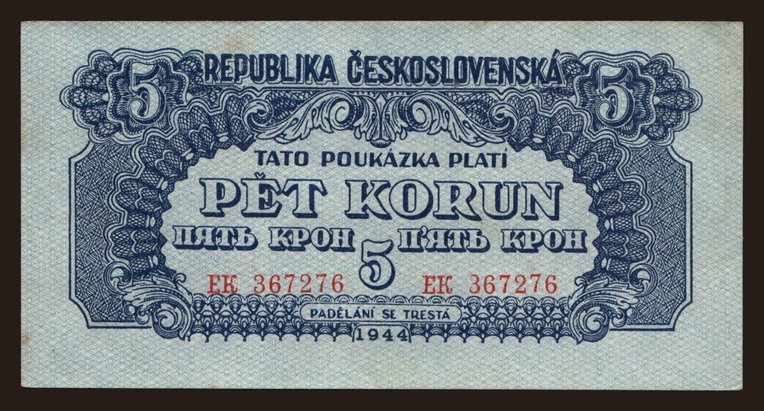 5 REPUBLIKA ČESKOSLOVENSKÁ 5
TATO POUKÁZKA PLATÍ
PĚT KORUN
ПЯТЬ КРОН 5 П'ЯТЬ КРОН
ЕК 367276 ЕК 367276
PADĚLÁNÍ SE TRESTÁ
1944